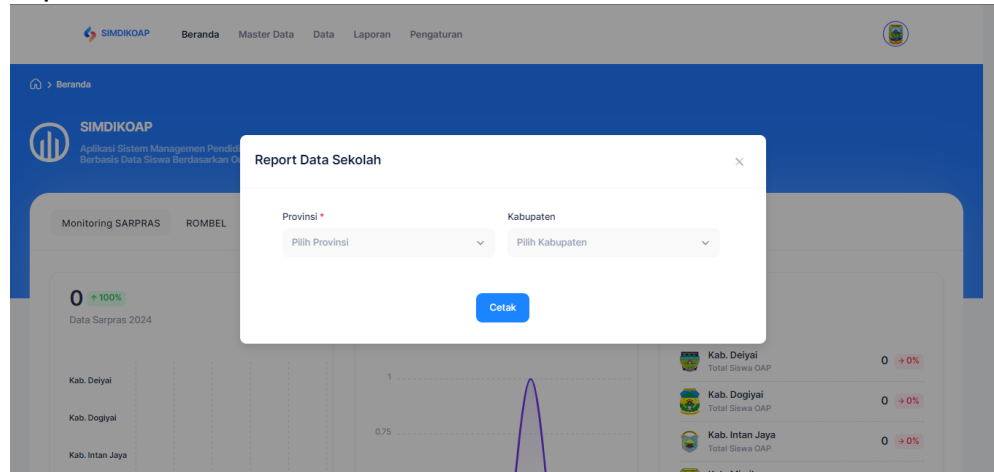 SIMDIKOAP
Beranda
Master Data
Data
Laporan
Pengaturan
> Beranda
SIMDIKOAP
Aplikasi Sistem Managemen Pendidi
Berbasis Data Siswa Berdasarkan O
Report Data Sekolah
Provinsi *
Kabupaten
Pilih Provinsi
Pilih Kabupaten
Cetak
Monitoring SARPRAS
ROMBEL
0 ↑ 100%
Data Sarpras 2024
Kab. Deiyai
Kab. Dogiyai
Kab. Intan Jaya
1
0.75
Kab. Deiyai
Total Siswa OAP
0 → 0%
Kab. Dogiyai
Total Siswa OAP
0 → 0%
Kab. Intan Jaya
Total Siswa OAP
0 → 0%